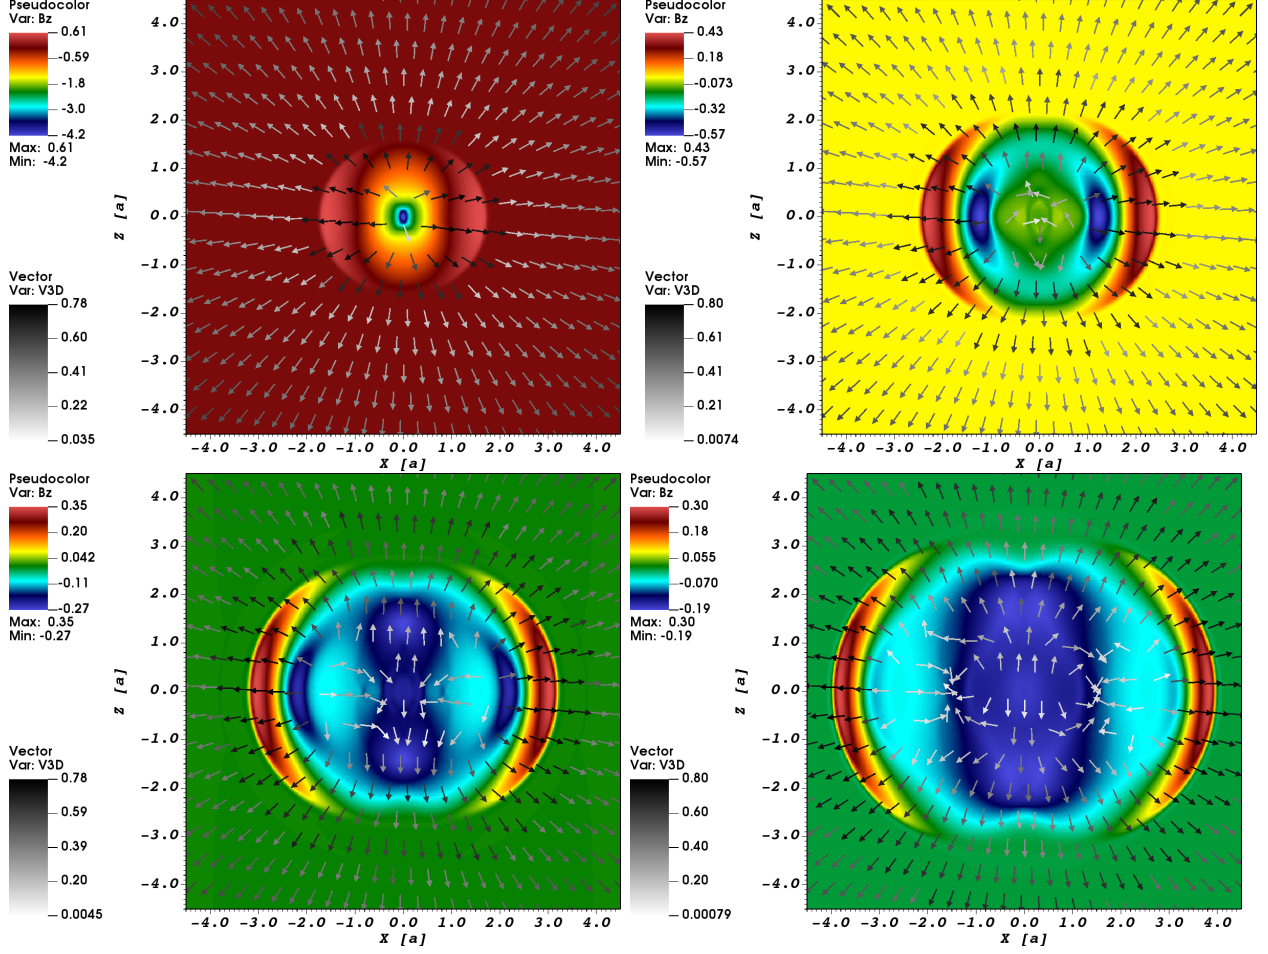 Pseudocolor
Var: Bz
0.61
-0.59
-1.8
-3.0
-4.2
Max: 0.61
Min: -4.2
Vector
Var: V3D
0.78
0.60
0.41
0.22
0.035
4.0
3.0
2.0
1.0
0.0
-1.0
-2.0
-3.0
-4.0
Z [a]
-4.0 -3.0 -2.0 -1.0 0.0 1.0 2.0 3.0 4.0
X [a]
Pseudocolor
Var: Bz
0.43
0.18
-0.073
-0.32
-0.57
Max: 0.43
Min: -0.57
Vector
Var: V3D
0.80
0.61
0.41
0.21
0.0074
4.0
3.0
2.0
1.0
0.0
-1.0
-2.0
-3.0
-4.0
Z [a]
-4.0 -3.0 -2.0 -1.0 0.0 1.0 2.0 3.0 4.0
X [a]
Pseudocolor
Var: Bz
0.35
0.20
0.042
-0.11
-0.27
Max: 0.35
Min: -0.27
Vector
Var: V3D
0.78
0.59
0.39
0.20
0.0045
4.0
3.0
2.0
1.0
0.0
-1.0
-2.0
-3.0
-4.0
Z [a]
-4.0 -3.0 -2.0 -1.0 0.0 1.0 2.0 3.0 4.0
X [a]
Pseudocolor
Var: Bz
0.30
0.18
0.055
-0.070
-0.19
Max: 0.30
Min: -0.19
Vector
Var: V3D
0.80
0.60
0.40
0.20
0.00079
4.0
3.0
2.0
1.0
0.0
-1.0
-2.0
-3.0
-4.0
Z [a]
-4.0 -3.0 -2.0 -1.0 0.0 1.0 2.0 3.0 4.0
X [a]